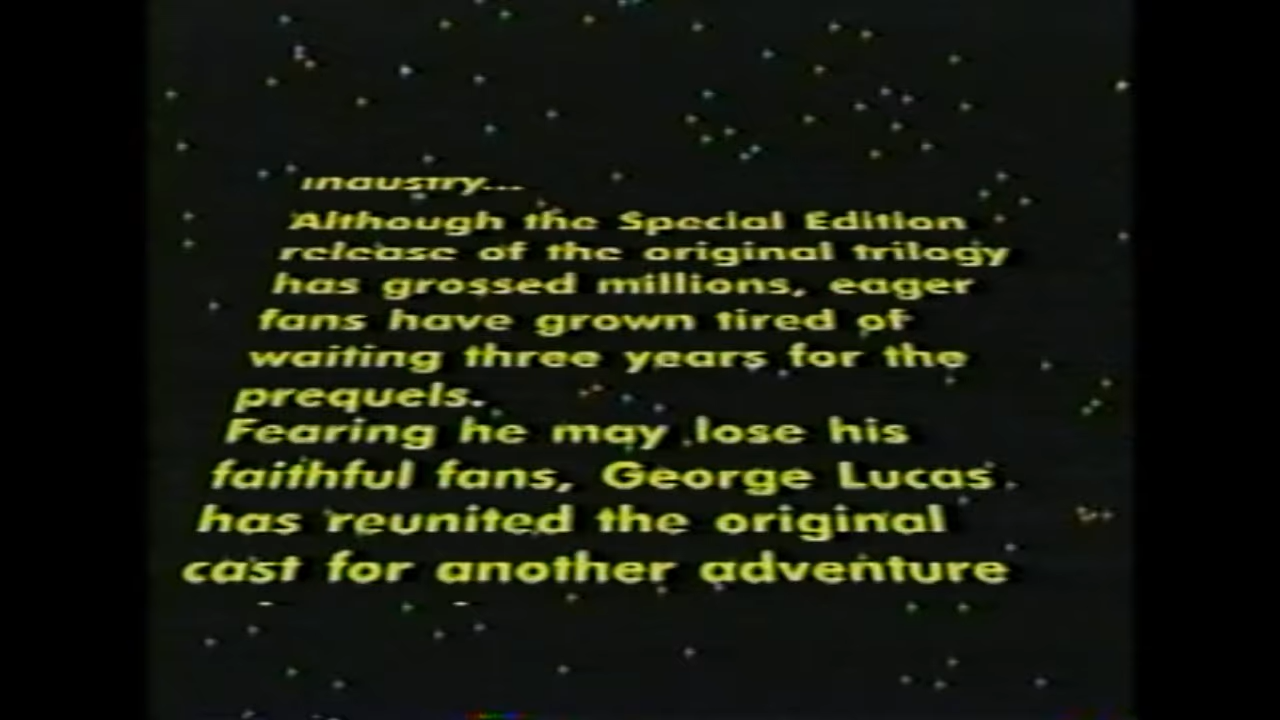 industry...
Although the Special Edition
release of the original trilogy
has grossed millions, eager
fans have grown tired of
waiting three years for the
prequels.
Fearing he may lose his
faithful fans, George Lucas
has reunited the original
cast for another adventure